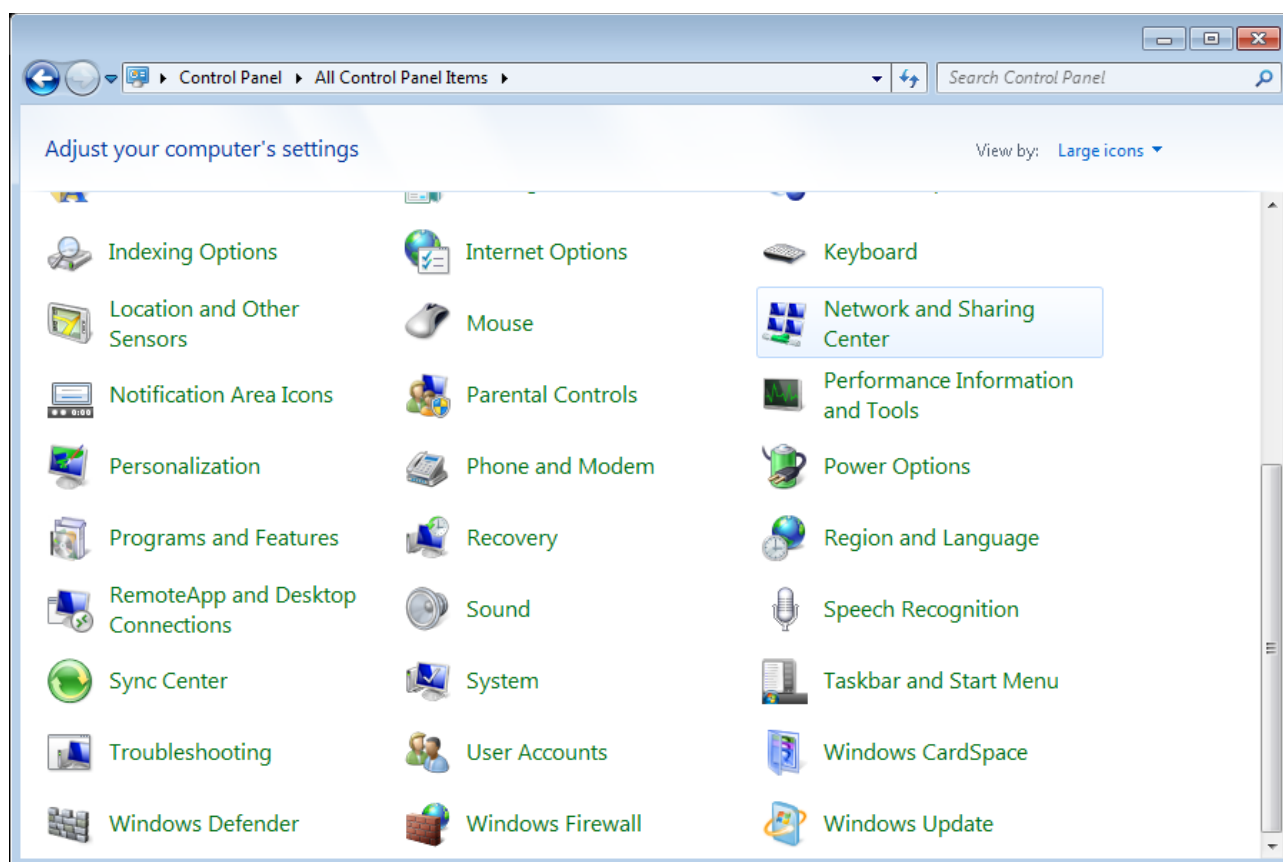 Control Panel All Control Panel Items Search Control Panel
Adjust your computer's settings View by: Large icons
Indexing Options Internet Options Keyboard
Location and Other Sensors Mouse Network and Sharing Center
Notification Area Icons Parental Controls Performance Information and Tools
Personalization Phone and Modem Power Options
Programs and Features Recovery Region and Language
RemoteApp and Desktop Connections Sound Speech Recognition
Sync Center System Taskbar and Start Menu
Troubleshooting User Accounts Windows CardSpace
Windows Defender Windows Firewall Windows Update